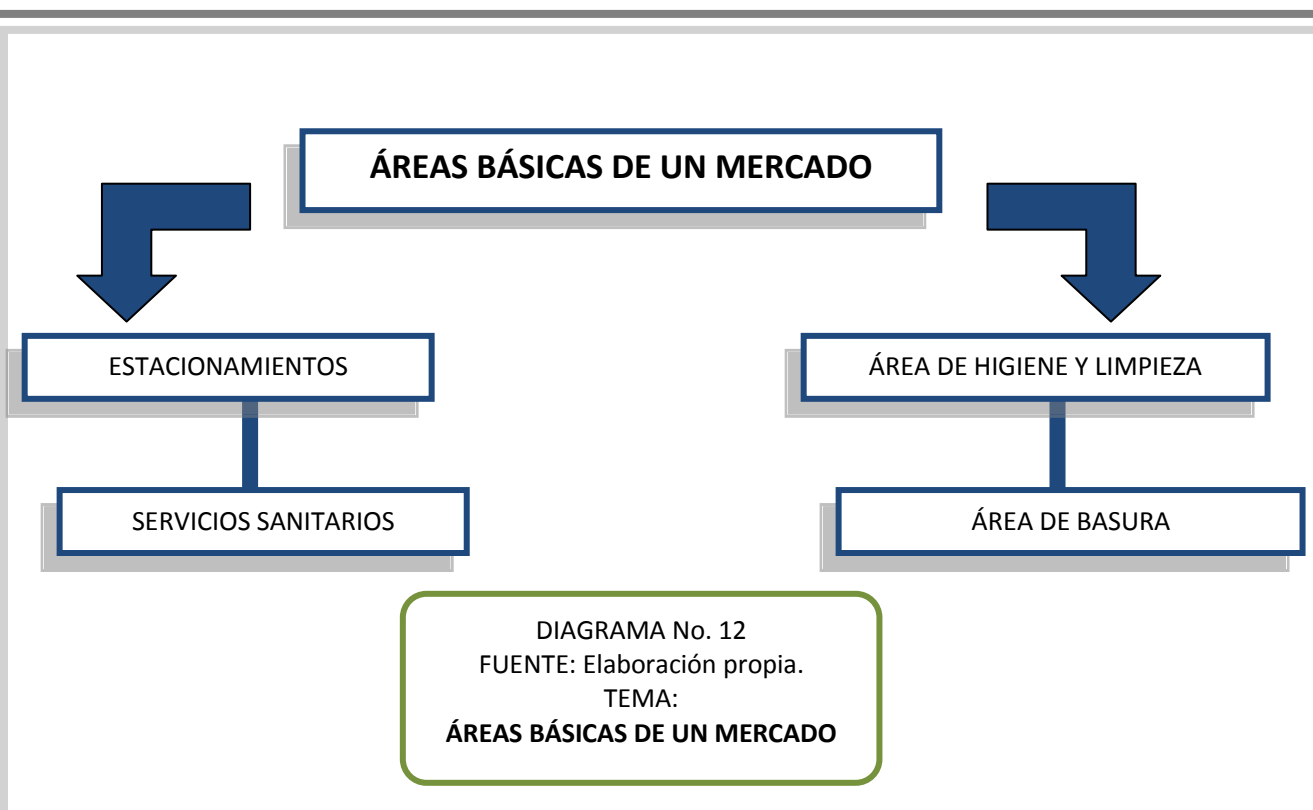 ÁREAS BÁSICAS DE UN MERCADO
ESTACIONAMIENTOS
ÁREA DE HIGIENE Y LIMPIEZA
SERVICIOS SANITARIOS
ÁREA DE BASURA
DIAGRAMA No. 12
FUENTE: Elaboración propia.
TEMA:
ÁREAS BÁSICAS DE UN MERCADO